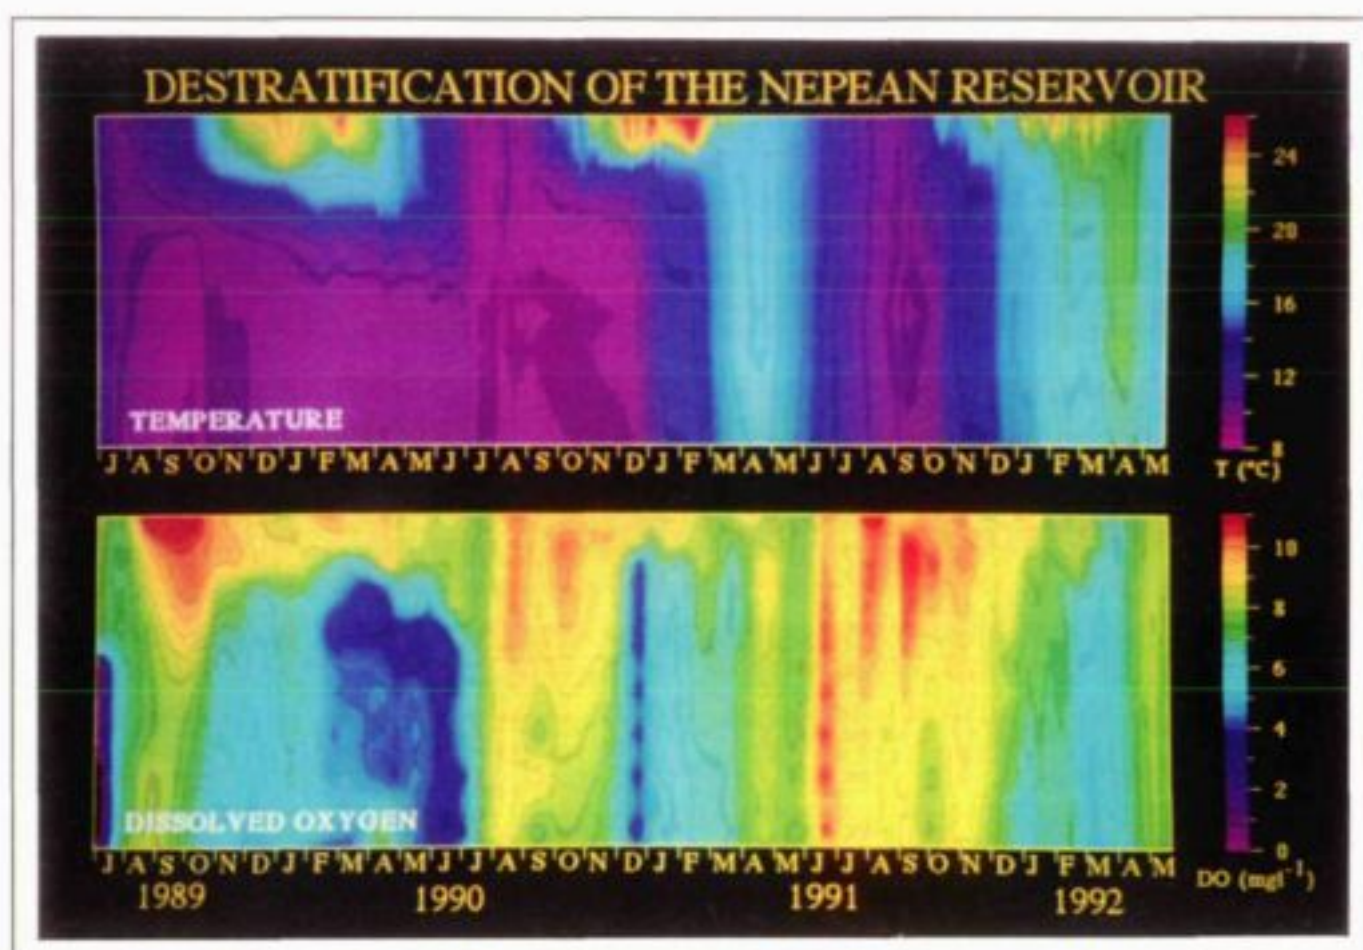 DESTRATIFICATION OF THE NEPEAN RESERVOIR
24
20
16
12
8
T (°C)
TEMPERATURE
J A S O N D J F M A M J J A S O N D J F M A M J J A S O N D J F M A M
10
8
6
4
2
0
DO (mgl⁻¹)
DISSOLVED OXYGEN
J A S O N D J F M A M J J A S O N D J F M A M J J A S O N D J F M A M
1989 1990 1991 1992